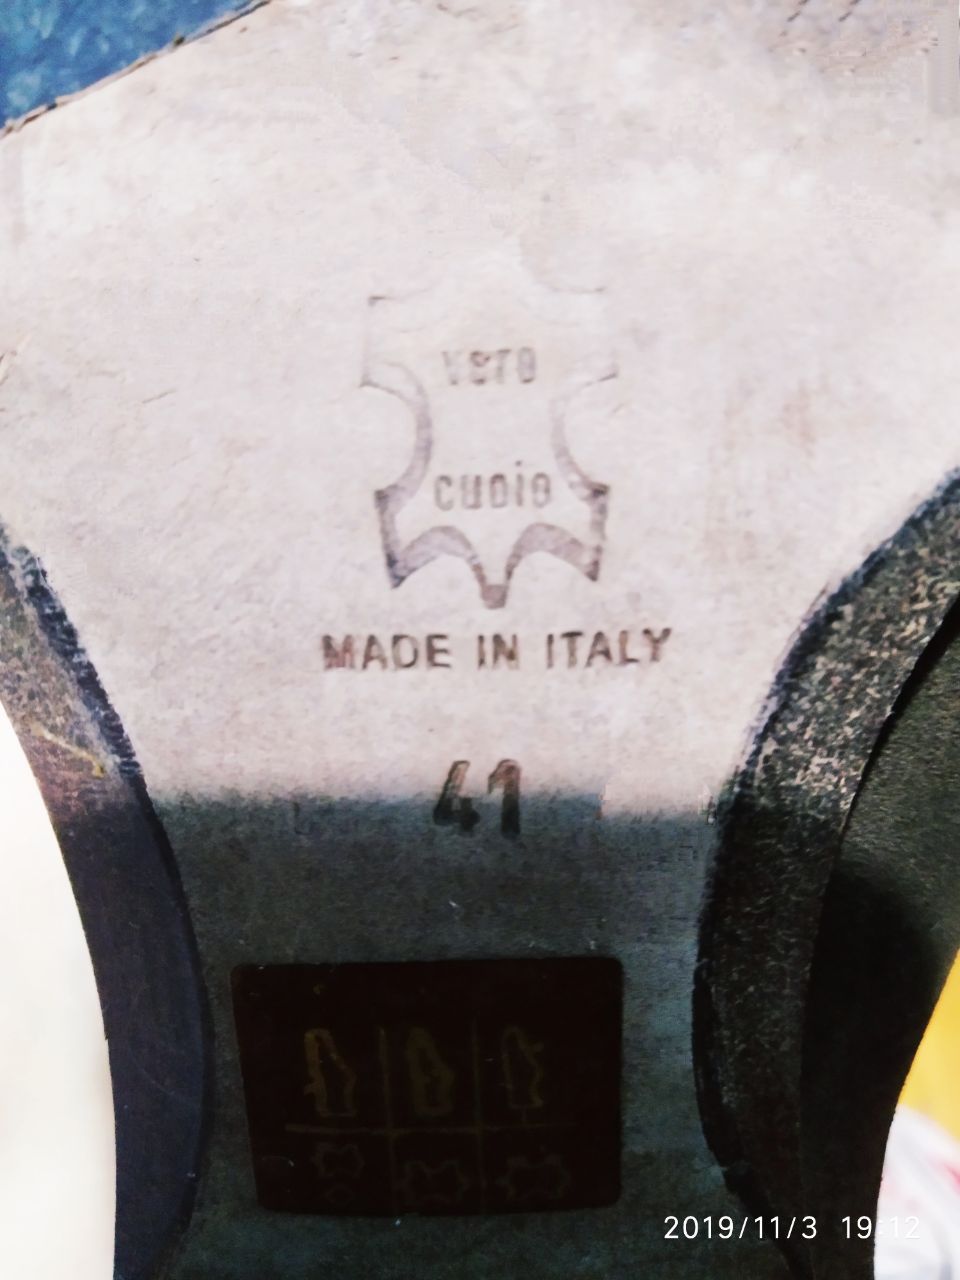 vero
cuoio
MADE IN ITALY
41
2019/11/3 19:12